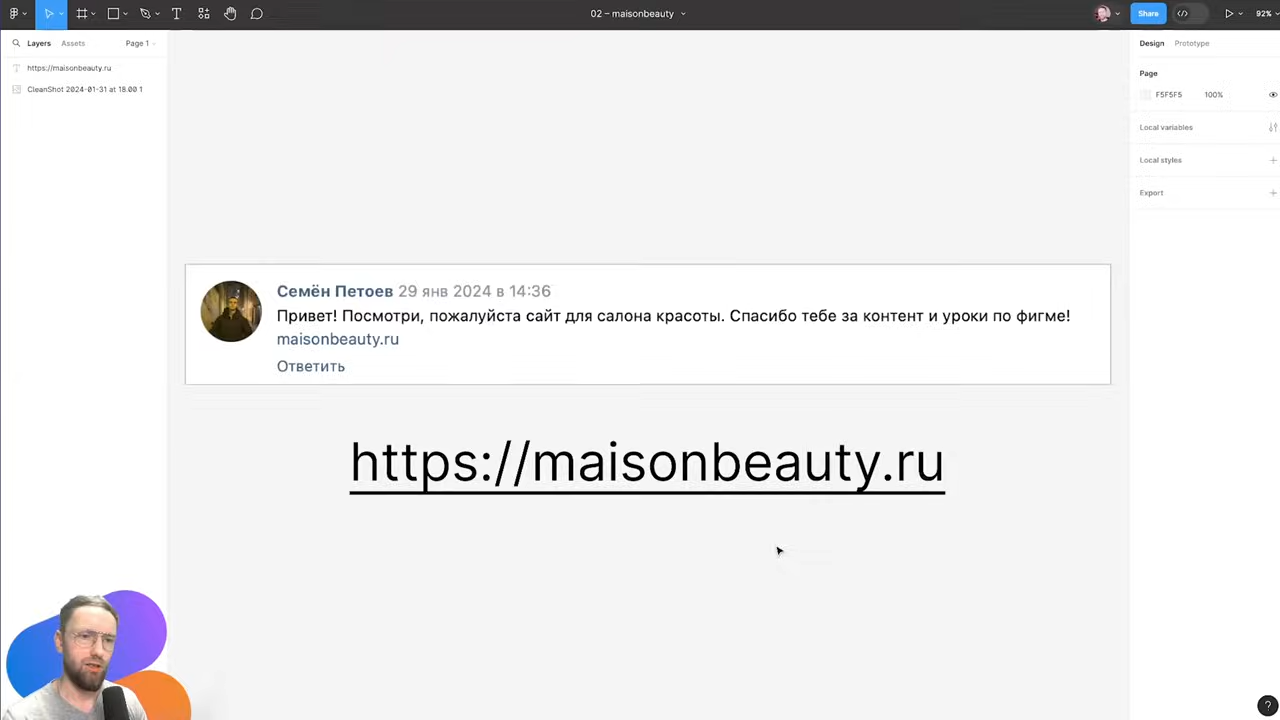 02 – maisonbeauty
Share
92%
Layers
Assets
Page 1
Design
Prototype
https://maisonbeauty.ru
CleanShot 2024-01-31 at 18.00 1
Page
F5F5F5
100%
Local variables
Local styles
Export
Семён Петоев 29 янв 2024 в 14:36
Привет! Посмотри, пожалуйста сайт для салона красоты. Спасибо тебе за контент и уроки по фигме!
maisonbeauty.ru
Ответить
https://maisonbeauty.ru
?